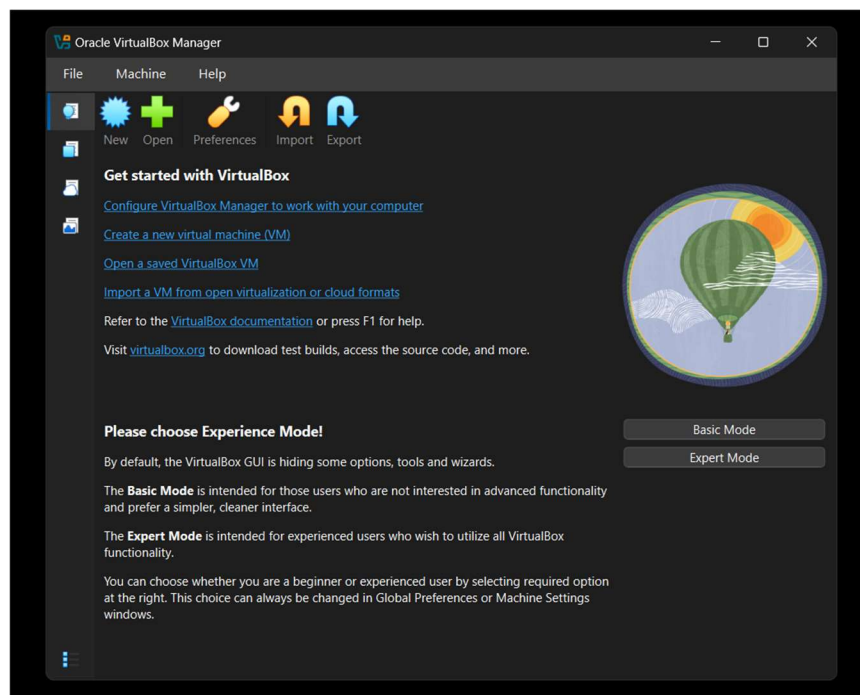 Oracle VirtualBox Manager
File Machine Help
New Open Preferences Import Export
Get started with VirtualBox
Configure VirtualBox Manager to work with your computer
Create a new virtual machine (VM)
Open a saved VirtualBox VM
Import a VM from open virtualization or cloud formats
Refer to the VirtualBox documentation or press F1 for help.
Visit virtualbox.org to download test builds, access the source code, and more.
Please choose Experience Mode!
By default, the VirtualBox GUI is hiding some options, tools and wizards.
The Basic Mode is intended for those users who are not interested in advanced functionality
and prefer a simpler, cleaner interface.
The Expert Mode is intended for experienced users who wish to utilize all VirtualBox
functionality.
You can choose whether you are a beginner or experienced user by selecting required option
at the right. This choice can always be changed in Global Preferences or Machine Settings
windows.
Basic Mode
Expert Mode